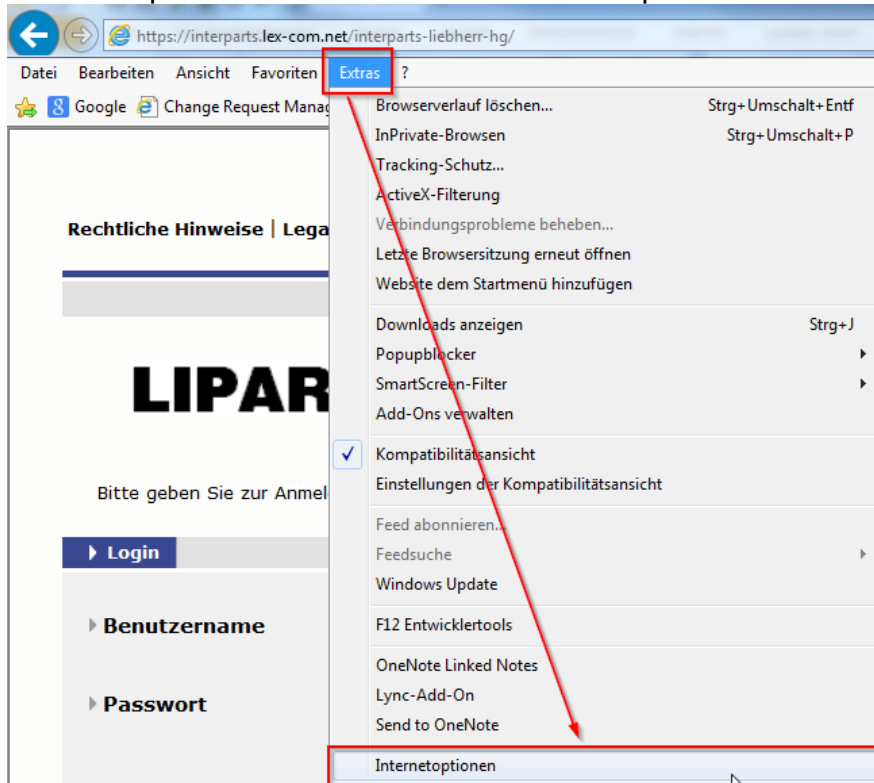 https://interparts.lex-com.net/interparts-liebherr-hg/
Datei Bearbeiten Ansicht Favoriten Extras ?
Google Change Request Manag
Browserverlauf löschen... Strg+Umschalt+Entf
InPrivate-Browsen Strg+Umschalt+P
Tracking-Schutz...
ActiveX-Filterung
Verbindungsprobleme beheben...
Letzte Browsersitzung erneut öffnen
Website dem Startmenü hinzufügen
Downloads anzeigen Strg+J
Popupblocker
SmartScreen-Filter
Add-Ons verwalten
Kompatibilitätsansicht
Einstellungen der Kompatibilitätsansicht
Feed abonnieren...
Feedsuche
Windows Update
F12 Entwicklertools
OneNote Linked Notes
Lync-Add-On
Send to OneNote
Internetoptionen
Rechtliche Hinweise | Lega
LIPAR
Bitte geben Sie zur Anmel
Login
Benutzername
Passwort